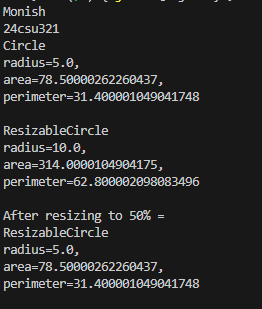 Monish
24csu321
Circle
radius=5.0,
area=78.50000262260437,
perimeter=31.400001049041748
ResizableCircle
radius=10.0,
area=314.0000104904175,
perimeter=62.800002098083496
After resizing to 50% =
ResizableCircle
radius=5.0,
area=78.50000262260437,
perimeter=31.400001049041748